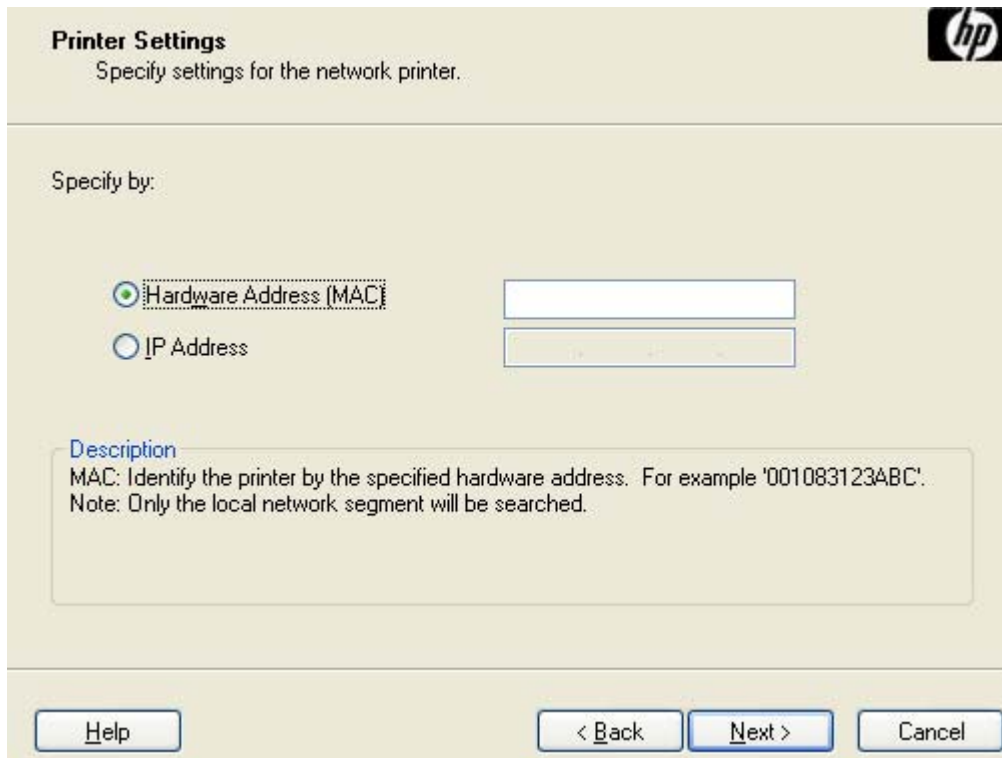 Printer Settings
Specify settings for the network printer.
hp
Specify by:
Hardware Address (MAC)
IP Address
Description
MAC: Identify the printer by the specified hardware address. For example '001083123ABC'.
Note: Only the local network segment will be searched.
Help
< Back
Next >
Cancel